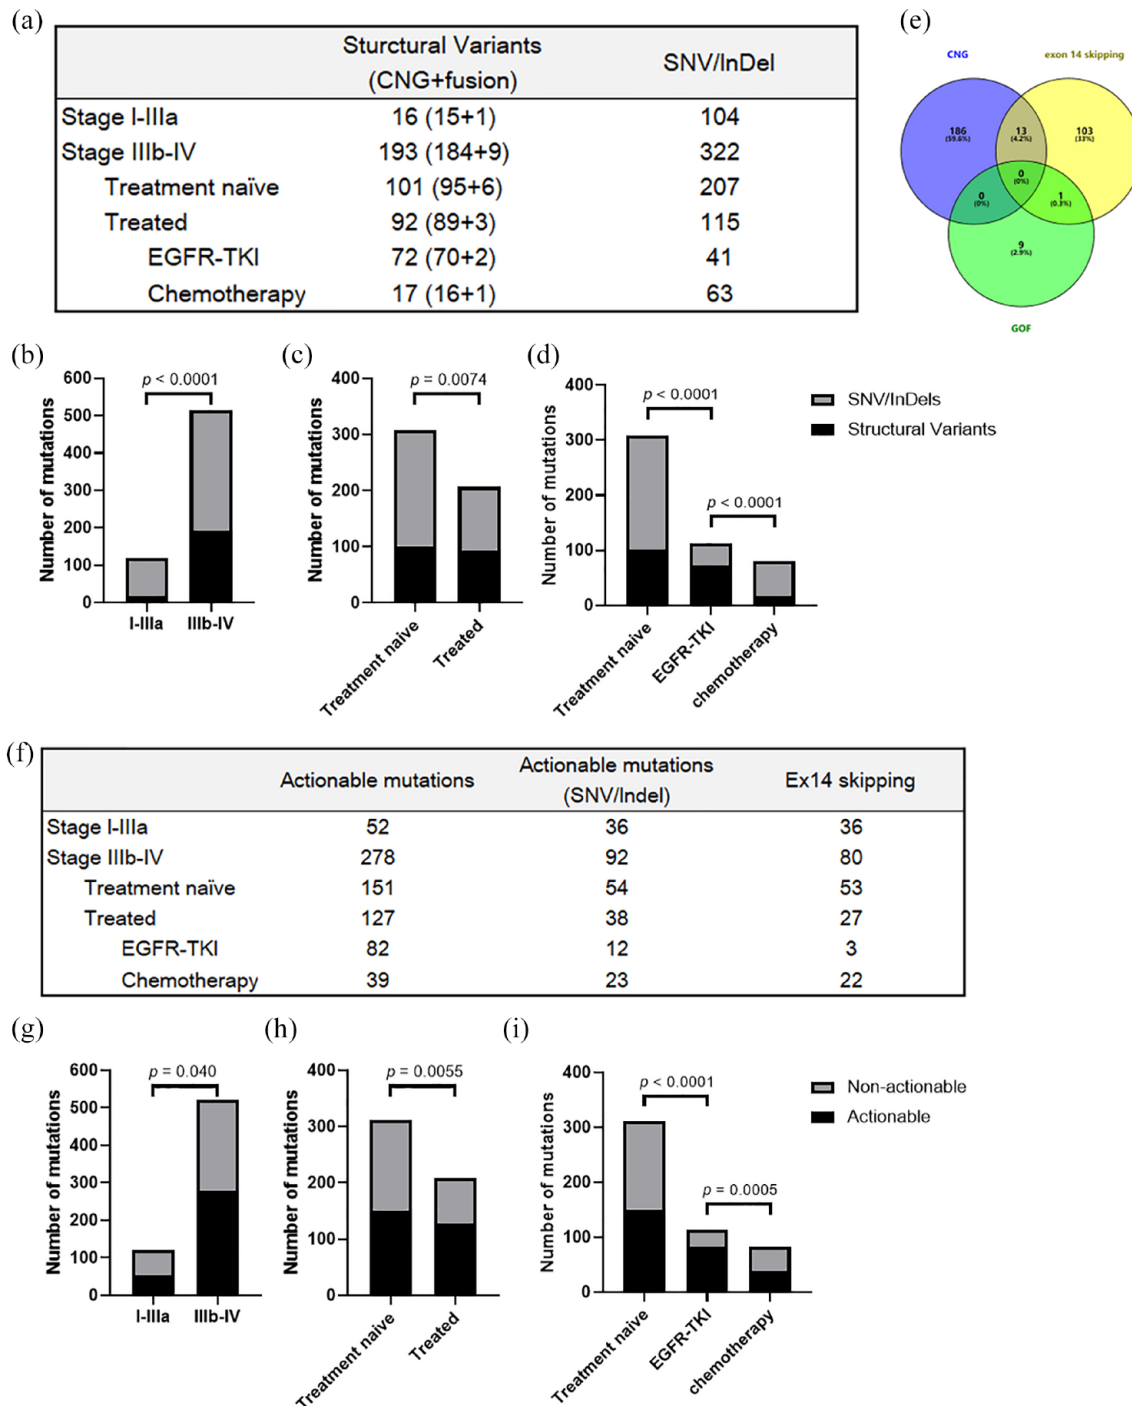 (a)
Sturctural Variants
(CNG+fusion)
SNV/InDel
Stage I-IIIa 16 (15+1) 104
Stage IIIb-IV 193 (184+9) 322
Treatment naïve 101 (95+6) 207
Treated 92 (89+3) 115
EGFR-TKI 72 (70+2) 41
Chemotherapy 17 (16+1) 63
(e)
CNG exon 14 skipping
186 13 103
(59.6%) (4.2%) (33%)
0
(0%)
0 1
(0%) (0.3%)
9
(2.9%)
GOF
(b)
Number of mutations
600
500
400
300
200
100
0
p < 0.0001
I-IIIa IIIb-IV
(c)
Number of mutations
400
300
200
100
0
p = 0.0074
Treatment naive
Treated
(d)
Number of mutations
400
300
200
100
0
p < 0.0001
p < 0.0001
Treatment naive
EGFR-TKI
chemotherapy
SNV/InDels
Structural Variants
(f)
Actionable mutations
Actionable mutations
(SNV/Indel)
Ex14 skipping
Stage I-IIIa 52 36 36
Stage IIIb-IV 278 92 80
Treatment naïve 151 54 53
Treated 127 38 27
EGFR-TKI 82 12 3
Chemotherapy 39 23 22
(g)
Number of mutations
600
500
400
300
200
100
0
p = 0.040
I-IIIa IIIb-IV
(h)
Number of mutations
400
300
200
100
0
p = 0.0055
Treatment naive
Treated
(i)
Number of mutations
400
300
200
100
0
p < 0.0001
p = 0.0005
Treatment naive
EGFR-TKI
chemotherapy
Non-actionable
Actionable